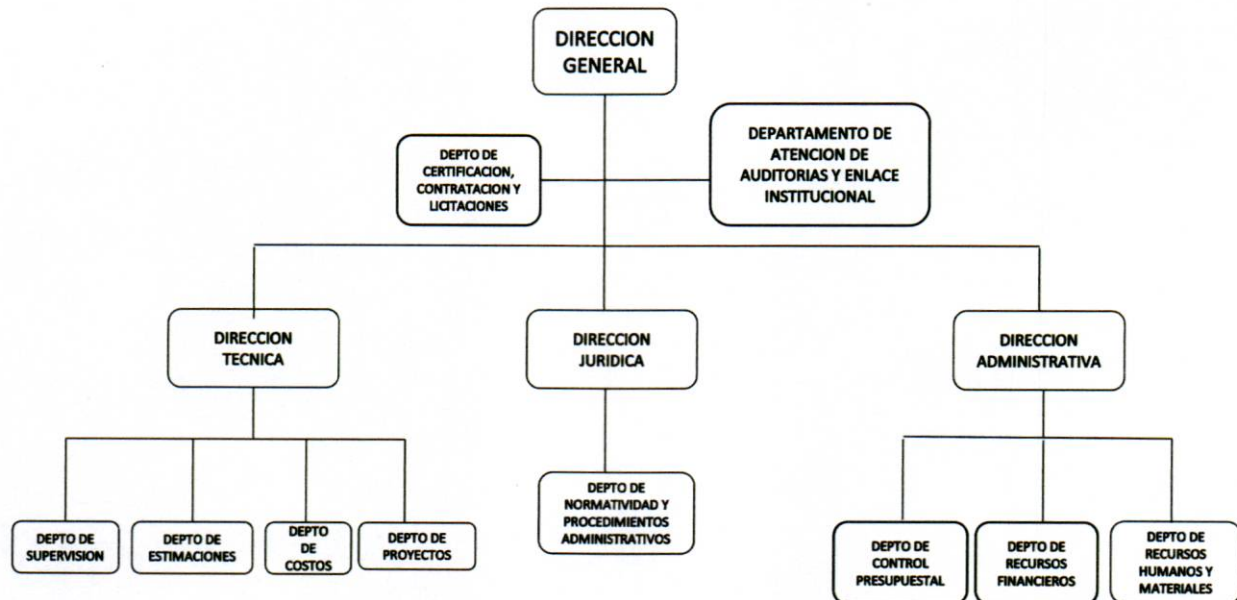 DIRECCION
GENERAL
DEPTO DE
CERTIFICACION,
CONTRATACION Y
LICITACIONES
DEPARTAMENTO DE
ATENCION DE
AUDITORIAS Y ENLACE
INSTITUCIONAL
DIRECCION
TECNICA
DIRECCION
JURIDICA
DIRECCION
ADMINISTRATIVA
DEPTO DE
SUPERVISION
DEPTO DE
ESTIMACIONES
DEPTO
DE
COSTOS
DEPTO DE
PROYECTOS
DEPTO DE
NORMATIVIDAD Y
PROCEDIMIENTOS
ADMINISTRATIVOS
DEPTO DE
CONTROL
PRESUPUESTAL
DEPTO DE
RECURSOS
FINANCIEROS
DEPTO DE
RECURSOS
HUMANOS Y
MATERIALES